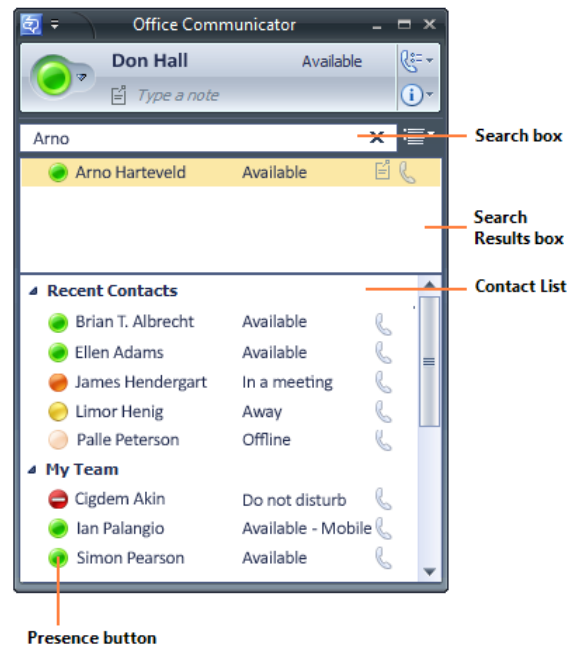 Office Communicator
Don Hall Available
Type a note
Arno
Search box
Arno Harteveld Available
Search
Results box
Contact List
Recent Contacts
Brian T. Albrecht Available
Ellen Adams Available
James Hendergart In a meeting
Limor Henig Away
Palle Peterson Offline
My Team
Cigdem Akin Do not disturb
Ian Palangio Available - Mobile
Simon Pearson Available
Presence button